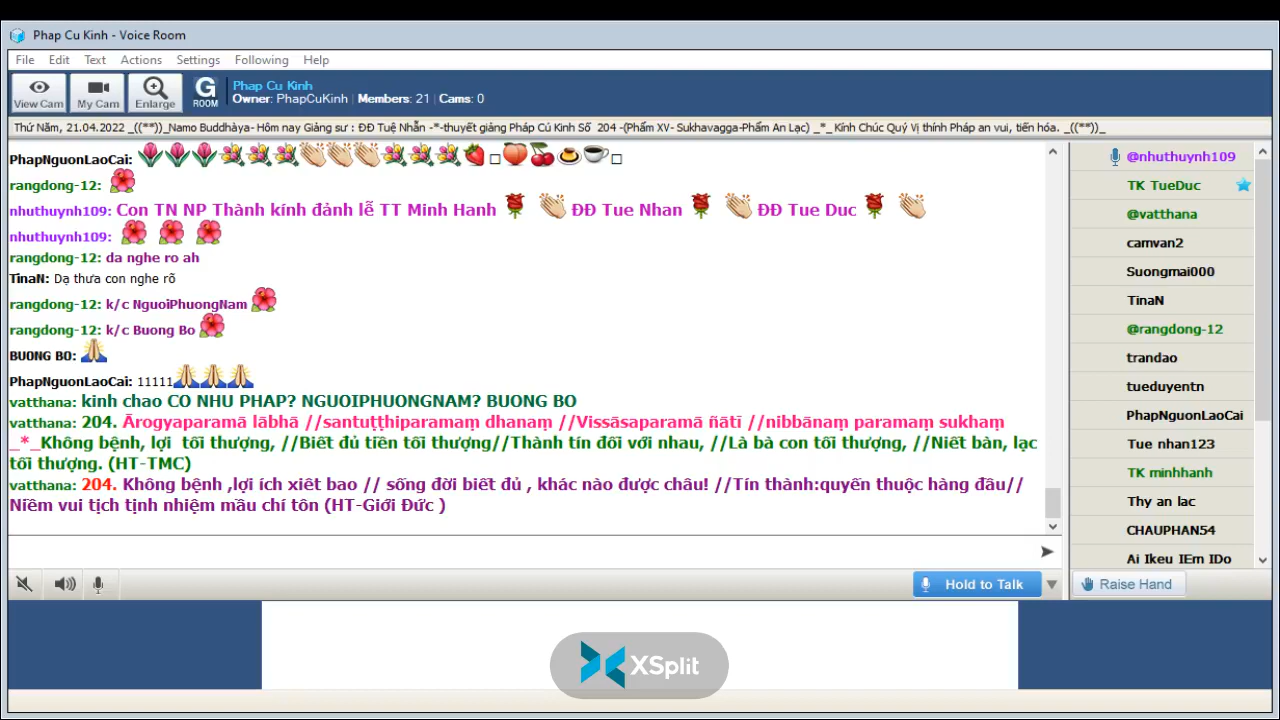 Phap Cu Kinh - Voice Room
File Edit Text Actions Settings Following Help
View Cam
My Cam
Enlarge
G ROOM
Phap Cu Kinh
Owner: PhapCuKinh | Members: 21 | Cams: 0
Thứ Năm, 21.04.2022 _((**))_Namo Buddhàya- Hôm nay Giảng sư : ĐĐ Tuệ Nhẫn -*-thuyết giảng Pháp Cú Kinh Số 204 -(Phẩm XV- Sukhavagga-Phẩm An Lạc) _*_ Kính Chúc Quý Vị thính Pháp an vui, tiến hóa. _((**))_
PhapNguonLaoCai:
rangdong-12:
nhuthuynh109: Con TN NP Thành kính đảnh lễ TT Minh Hanh ĐĐ Tue Nhan ĐĐ Tue Duc
nhuthuynh109:
rangdong-12: da nghe ro ah
TinaN: Dạ thưa con nghe rõ
rangdong-12: k/c NguoiPhuongNam
rangdong-12: k/c Buong Bo
BUONG BO:
PhapNguonLaoCai: 11111
vatthana: kinh chao CO NHU PHAP? NGUOIPHUONGNAM? BUONG BO
vatthana: 204. Ārogyaparamā lābhā //santuṭṭhiparamaṃ dhanaṃ //Vissāsaparamā ñātī //nibbānaṃ paramaṃ sukhaṃ
_*_Không bệnh, lợi tối thượng, //Biết đủ tiền tối thượng//Thành tín đối với nhau, //Là bà con tối thượng, //Niết bàn, lạc
tối thượng. (HT-TMC)
vatthana: 204. Không bệnh ,lợi ích xiêt bao // sống đời biết đủ , khác nào được châu! //Tín thành:quyến thuộc hàng đầu//
Niềm vui tịch tịnh nhiệm mầu chí tôn (HT-Giới Đức )
@nhuthuynh109
TK TueDuc
@vatthana
camvan2
Suongmai000
TinaN
@rangdong-12
trandao
tueduyentn
PhapNguonLaoCai
Tue nhan123
TK minhhanh
Thy an lac
CHAUPHAN54
Ai Ikeu IEm IDo
Hold to Talk
Raise Hand
XSplit